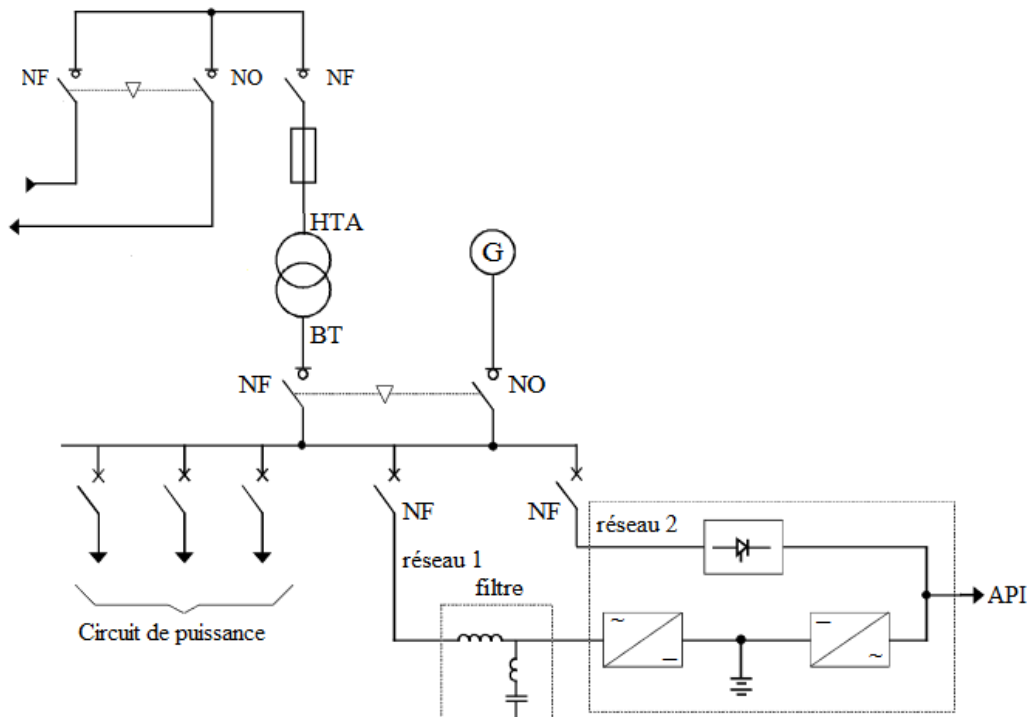 NF
NO
NF
HTA
G
BT
NF
NO
NF
NF
réseau 2
réseau 1
filtre
API
Circuit de puissance